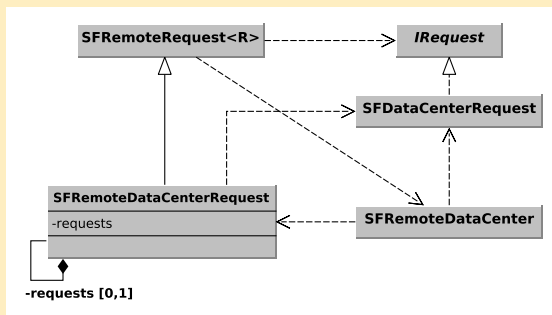 SFRemoteRequest<R>
IRequest
SFDataCenterRequest
SFRemoteDataCenterRequest
-requests
SFRemoteDataCenter
-requests [0,1]